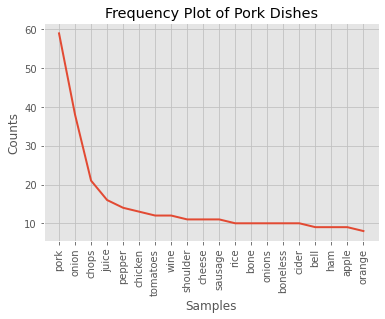 Frequency Plot of Pork Dishes
60
50
40
30
20
10
Counts
pork
onion
chops
juice
pepper
chicken
tomatoes
wine
shoulder
cheese
sausage
rice
bone
onions
boneless
cider
bell
ham
apple
orange
Samples